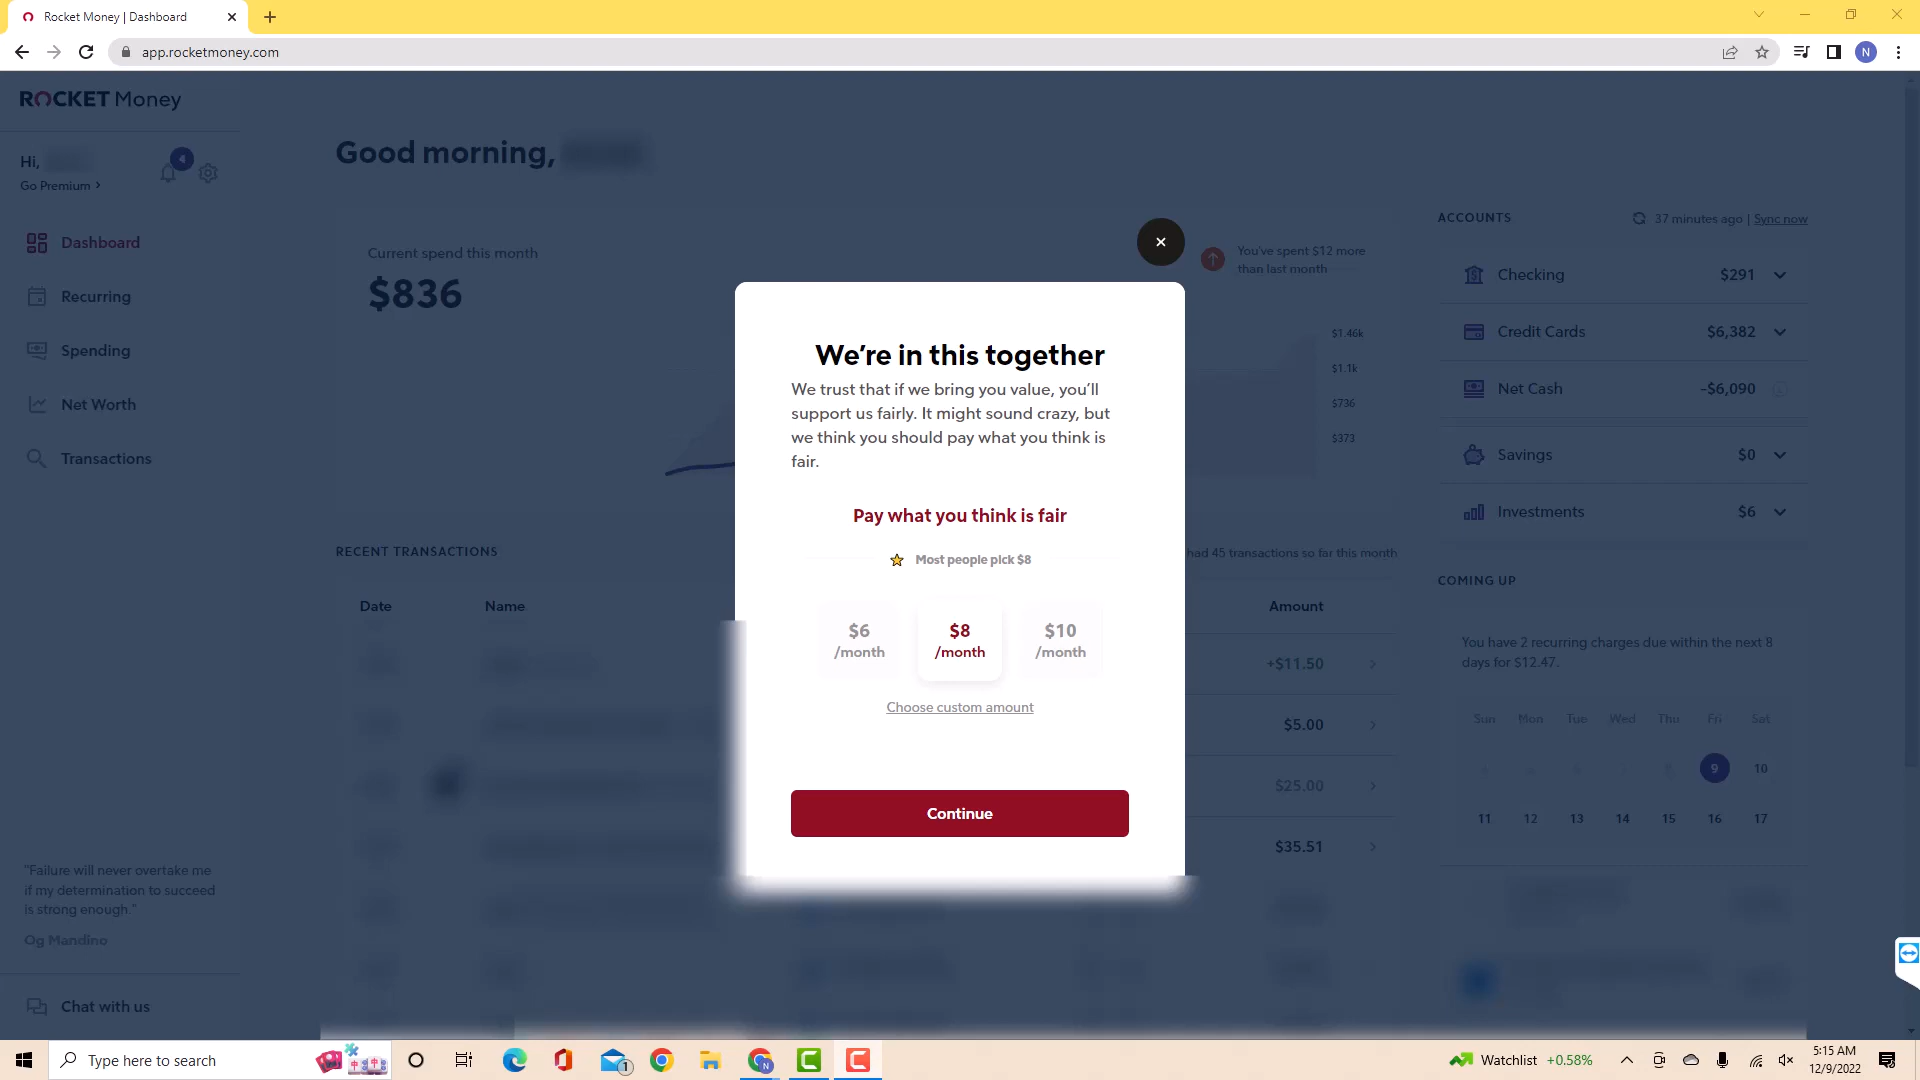 Rocket Money | Dashboard
app.rocketmoney.com
N
ROCKET Money
Hi,
4
Go Premium
Dashboard
Recurring
Spending
Net Worth
Transactions
"Failure will never overtake me
if my determination to succeed
is strong enough."
Og Mandino
Chat with us
Good morning,
Current spend this month
$836
You've spent $12 more
than last month
$1.46k
$1.1k
$736
$373
RECENT TRANSACTIONS
had 45 transactions so far this month
Date Name Amount
+$11.50
$5.00
$25.00
$35.51
We're in this together
We trust that if we bring you value, you'll
support us fairly. It might sound crazy, but
we think you should pay what you think is
fair.
Pay what you think is fair
Most people pick $8
$6 $8 $10
/month /month /month
Choose custom amount
Continue
ACCOUNTS
37 minutes ago | Sync now
Checking $291
Credit Cards $6,382
Net Cash -$6,090
Savings $0
Investments $6
COMING UP
You have 2 recurring charges due within the next 8
days for $12.47.
Sun Mon Tue Wed Thu Fri Sat
9 10
11 12 13 14 15 16 17
Type here to search
1
N
Watchlist +0.58%
5:15 AM
12/9/2022